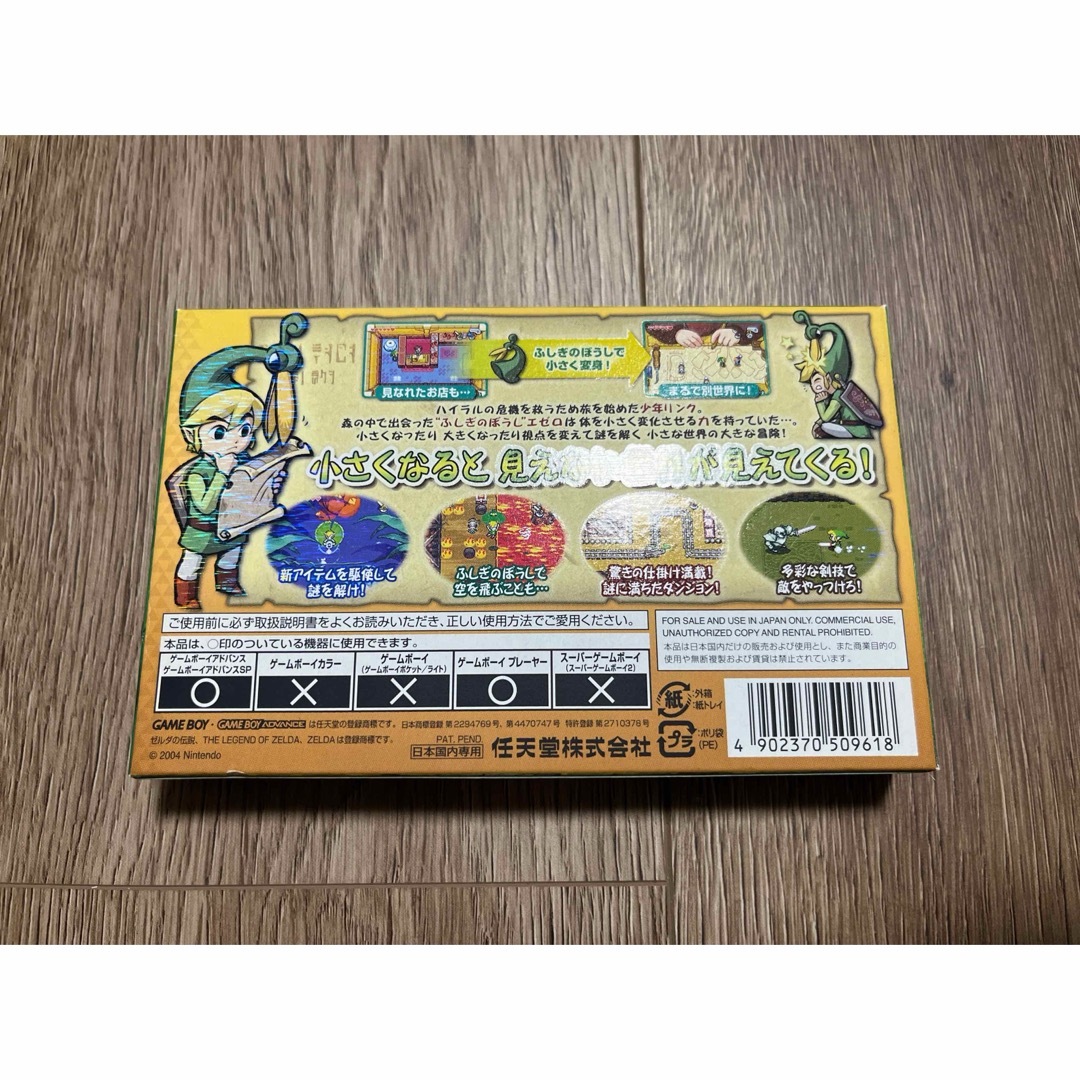 ふしぎのぼうしで
小さく変身!
見なれたお店も…
まるで別世界に!
ハイラルの危機を救うため旅を始めた少年リンク。
森の中で出会った"ふしぎのぼうし"エゼロは体を小さく変化させる力を持っていた…。
小さくなったり 大きくなったり視点を変えて謎を解く 小さな世界の大きな冒険!
小さくなると 見え が見えてくる!
新アイテムを駆使して
謎を解け!
ふしぎのぼうしで
空を飛ぶことも…
驚きの仕掛け満載!
謎に満ちたダンジョン!
多彩な剣技で
敵をやっつけろ!
ご使用前に必ず取扱説明書をよくお読みいただき、正しい使用方法でご愛用ください。
本品は、○印のついている機器に使用できます。
ゲームボーイアドバンス
ゲームボーイアドバンスSP
○
ゲームボーイカラー
×
ゲームボーイ
(ゲームボーイポケット/ライト)
×
ゲームボーイ プレーヤー
○
スーパーゲームボーイ
(スーパーゲームボーイ2)
×
FOR SALE AND USE IN JAPAN ONLY. COMMERCIAL USE,
UNAUTHORIZED COPY AND RENTAL PROHIBITED.
本品は日本国内だけの販売および使用とし、また商業目的の
使用や無断複製および賃貸は禁止されています。
GAME BOY・GAME BOY ADVANCE は任天堂の登録商標です。 日本商標登録 第2294769号、第4470747号 特許登録 第2710378号
ゼルダの伝説、THE LEGEND OF ZELDA、ZELDAは登録商標です。
PAT. PEND.
© 2004 Nintendo
日本国内専用
任天堂株式会社
紙
:外箱
:紙トレイ
プラ
:ポリ袋
(PE)
4 902370 509618